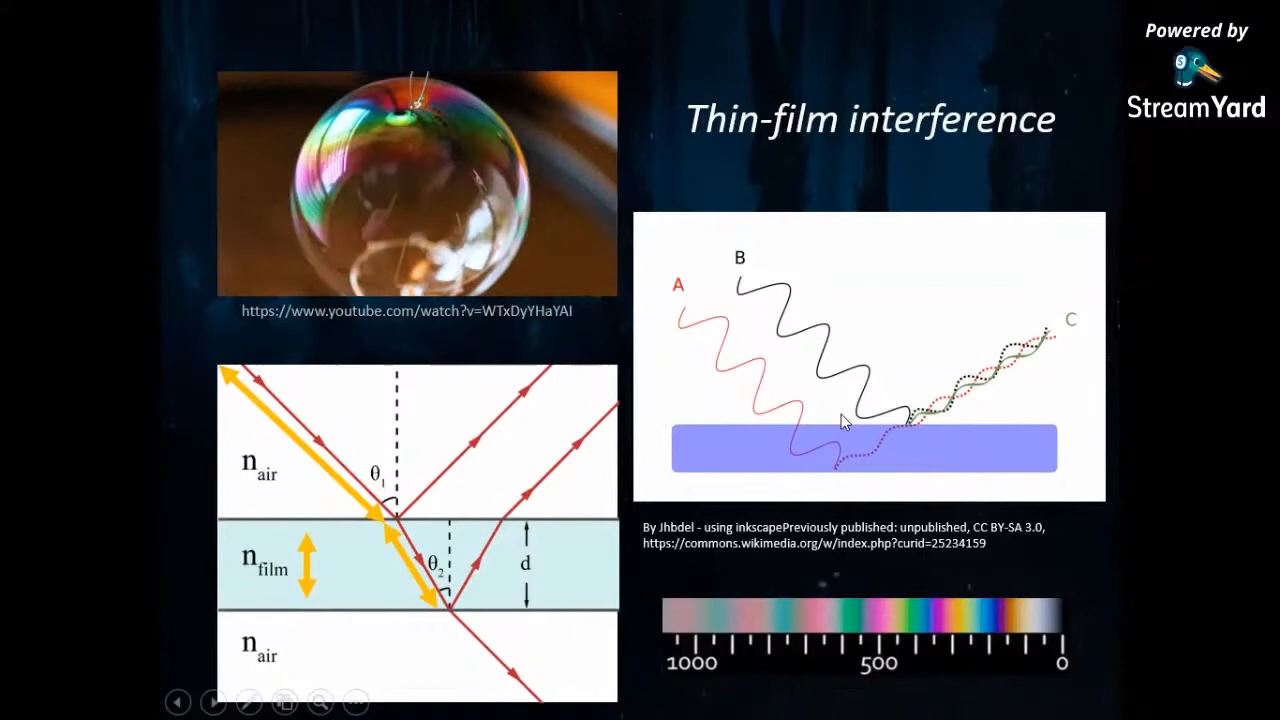 Powered by
StreamYard
Thin-film interference
https://www.youtube.com/watch?v=WTxDyYHaYAI
A
B
C
n air
θ1
n film
θ2
d
n air
By Jhbdel - using inkscapePreviously published: unpublished, CC BY-SA 3.0,
https://commons.wikimedia.org/w/index.php?curid=25234159
1000 500 0